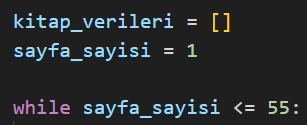 kitap_verileri = []
sayfa_sayisi = 1
while sayfa_sayisi <= 55: